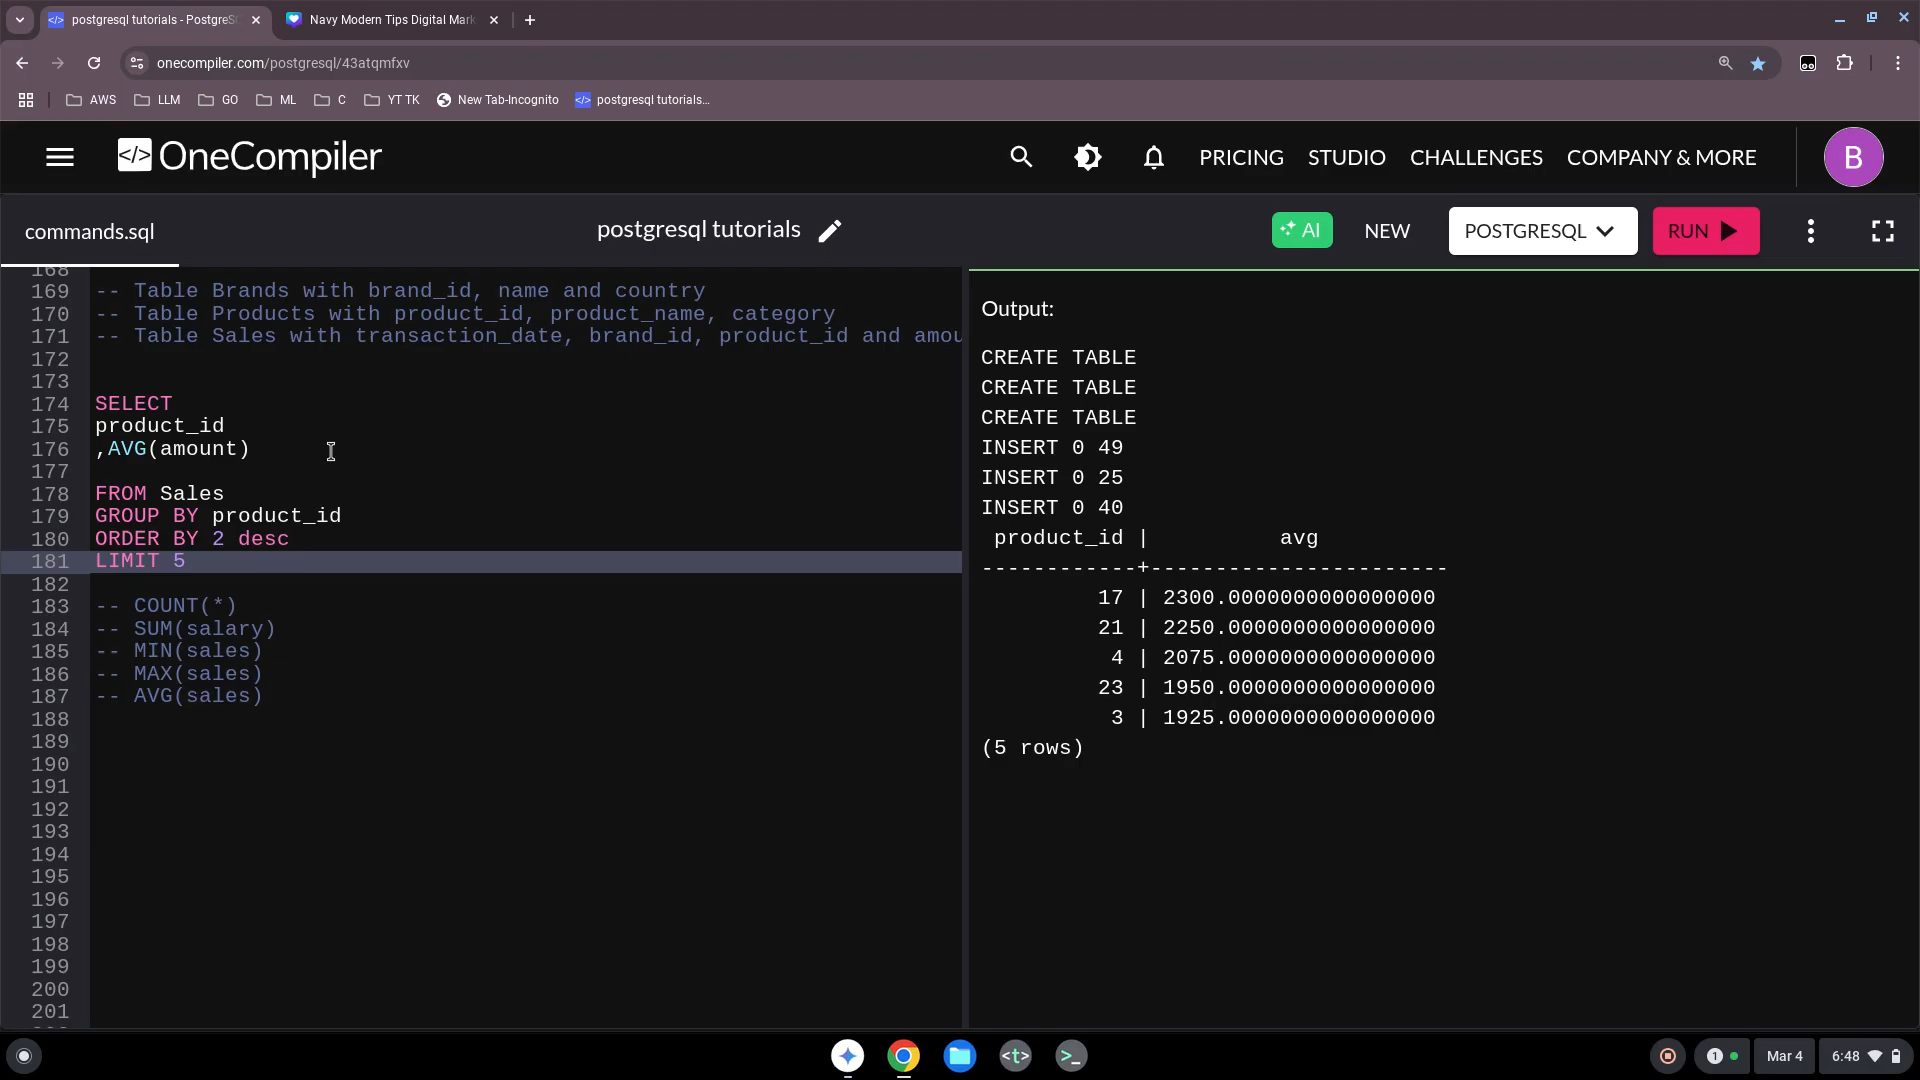 postgresql tutorials - PostgreS
Navy Modern Tips Digital Mark
onecompiler.com/postgresql/43atqmfxv
AWS
LLM
GO
ML
C
YT TK
New Tab-Incognito
postgresql tutorials...
</> OneCompiler
PRICING
STUDIO
CHALLENGES
COMPANY & MORE
B
commands.sql
postgresql tutorials
AI
NEW
POSTGRESQL
RUN
168
169 -- Table Brands with brand_id, name and country
170 -- Table Products with product_id, product_name, category
171 -- Table Sales with transaction_date, brand_id, product_id and amou
172
173
174 SELECT
175 product_id
176 ,AVG(amount)
177
178 FROM Sales
179 GROUP BY product_id
180 ORDER BY 2 desc
181 LIMIT 5
182
183 -- COUNT(*)
184 -- SUM(salary)
185 -- MIN(sales)
186 -- MAX(sales)
187 -- AVG(sales)
188
189
190
191
192
193
194
195
196
197
198
199
200
201
Output:
CREATE TABLE
CREATE TABLE
CREATE TABLE
INSERT 0 49
INSERT 0 25
INSERT 0 40
product_id | avg
------------+-----------------------
17 | 2300.0000000000000000
21 | 2250.0000000000000000
4 | 2075.0000000000000000
23 | 1950.0000000000000000
3 | 1925.0000000000000000
(5 rows)
<t>
>_
1
Mar 4
6:48